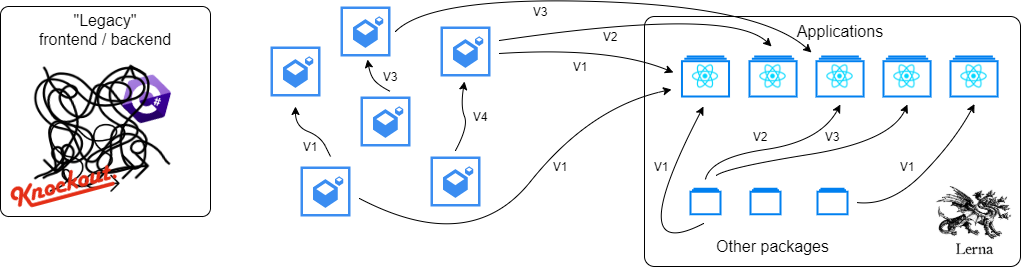 "Legacy"
frontend / backend
#
Knockout.
V1
V3
V4
V3
V2
V1
V1
Applications
V2
V3
V1
V1
Other packages
Lerna